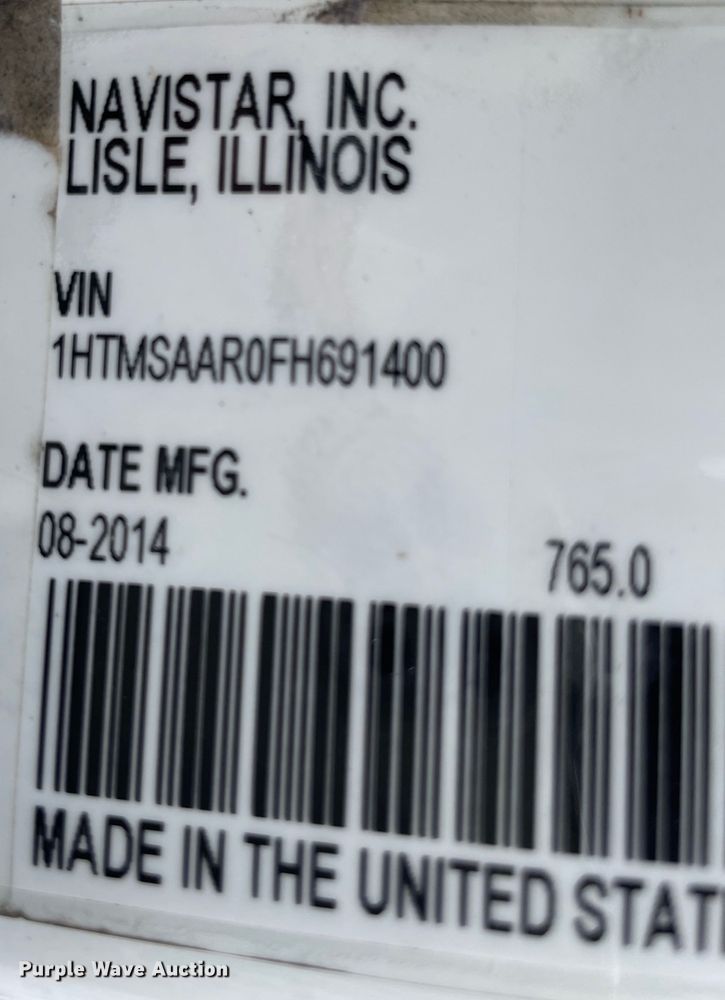 NAVISTAR, INC.
LISLE, ILLINOIS
VIN
1HTMSAAR0FH691400
DATE MFG.
08-2014
765.0
MADE IN THE UNITED STAT
Purple Wave Auction